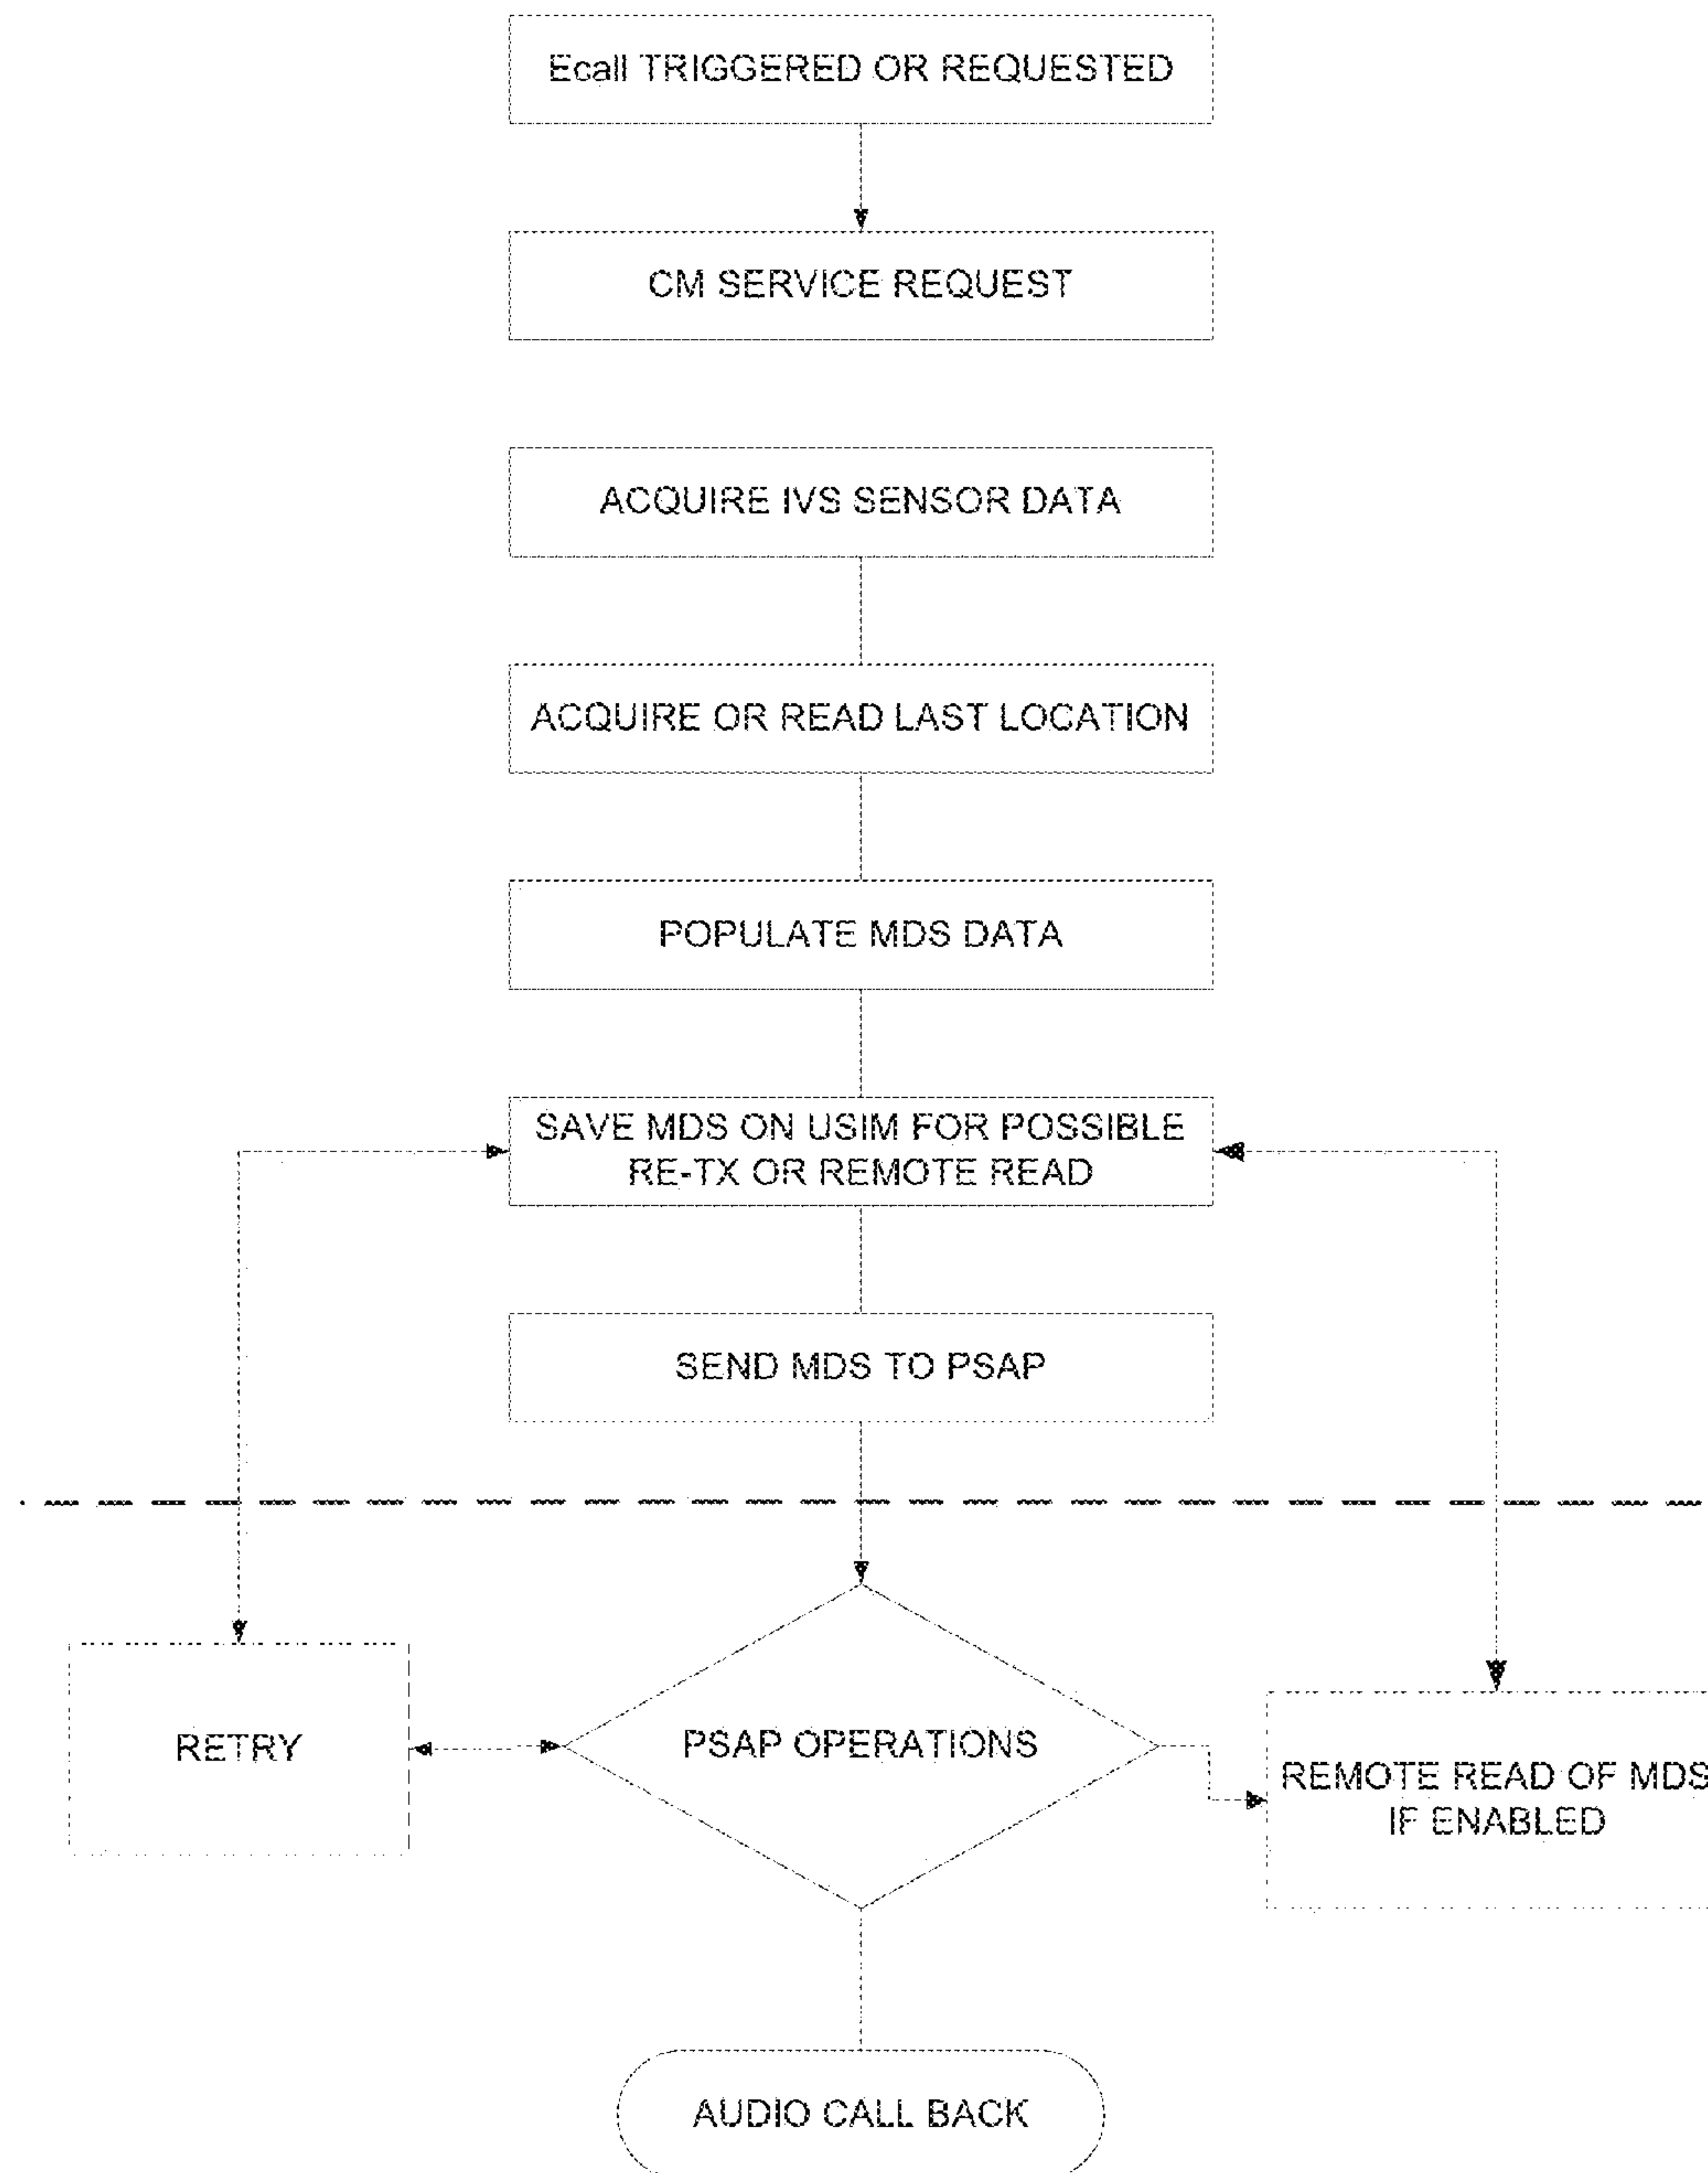 Ecall TRIGGERED OR REQUESTED
CM SERVICE REQUEST
ACQUIRE IVS SENSOR DATA
ACQUIRE OR READ LAST LOCATION
POPULATE MDS DATA
SAVE MDS ON USIM FOR POSSIBLE
RE-TX OR REMOTE READ
SEND MDS TO PSAP
RETRY
PSAP OPERATIONS
REMOTE READ OF MDS
IF ENABLED
AUDIO CALL BACK